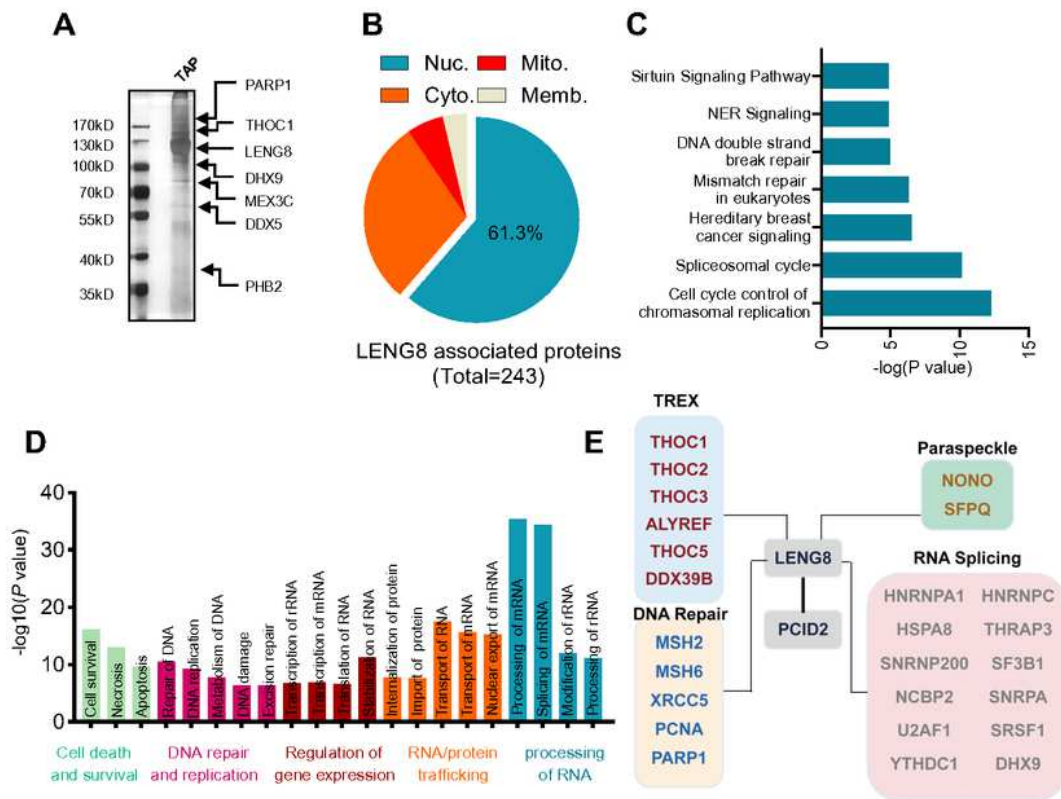 A
TAP
170kD
130kD
100kD
70kD
55kD
40kD
35kD
PARP1
THOC1
LENG8
DHX9
MEX3C
DDX5
PHB2
B
Nuc.
Mito.
Cyto.
Memb.
61.3%
LENG8 associated proteins
(Total=243)
C
Sirtuin Signaling Pathway
NER Signaling
DNA double strand
break repair
Mismatch repair
in eukaryotes
Hereditary breast
cancer signaling
Spliceosomal cycle
Cell cycle control of
chromasomal replication
0
5
10
15
-log(P value)
D
-log10(P value)
40
30
20
10
0
Cell survival
Necrosis
Apoptosis
Repair of DNA
DNA replication
Metabolism of DNA
DNA damage
Excision repair
Transcription of rRNA
Transcription of mRNA
Translation of RNA
Stabilization of RNA
Internalization of protein
Import of protein
Transport of RNA
Transport of mRNA
Nuclear export of mRNA
Processing of mRNA
Splicing of mRNA
Modification of rRNA
Processing of rRNA
Cell death
and survival
DNA repair
and replication
Regulation of
gene expression
RNA/protein
trafficking
processing
of RNA
E
TREX
THOC1
THOC2
THOC3
ALYREF
THOC5
DDX39B
DNA Repair
MSH2
MSH6
XRCC5
PCNA
PARP1
LENG8
PCID2
Paraspeckle
NONO
SFPQ
RNA Splicing
HNRNPA1 HNRNPC
HSPA8 THRAP3
SNRNP200 SF3B1
NCBP2 SNRPA
U2AF1 SRSF1
YTHDC1 DHX9